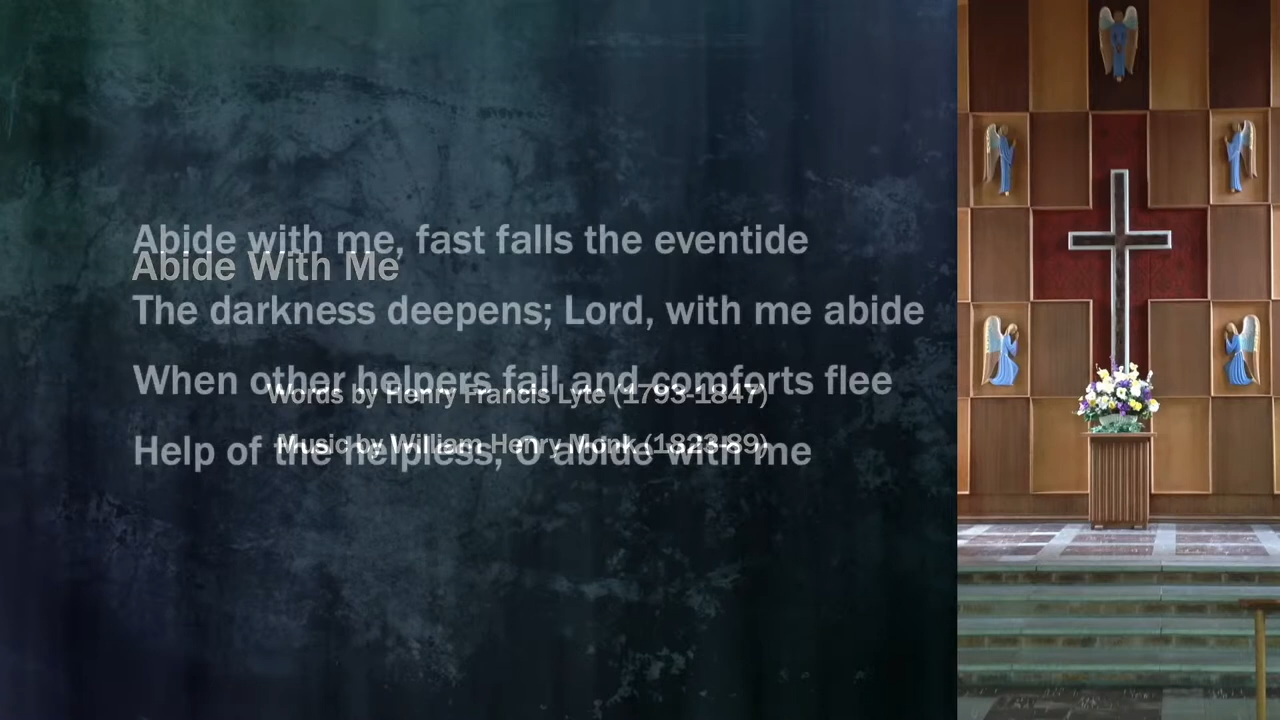 Abide with me, fast falls the eventide
Abide With Me
The darkness deepens; Lord, with me abide
When other helpers fail and comforts flee
Words by Henry Francis Lyte (1793-1847)
Music by William Henry Monk (1823-89)
Help of the helpless, O abide with me